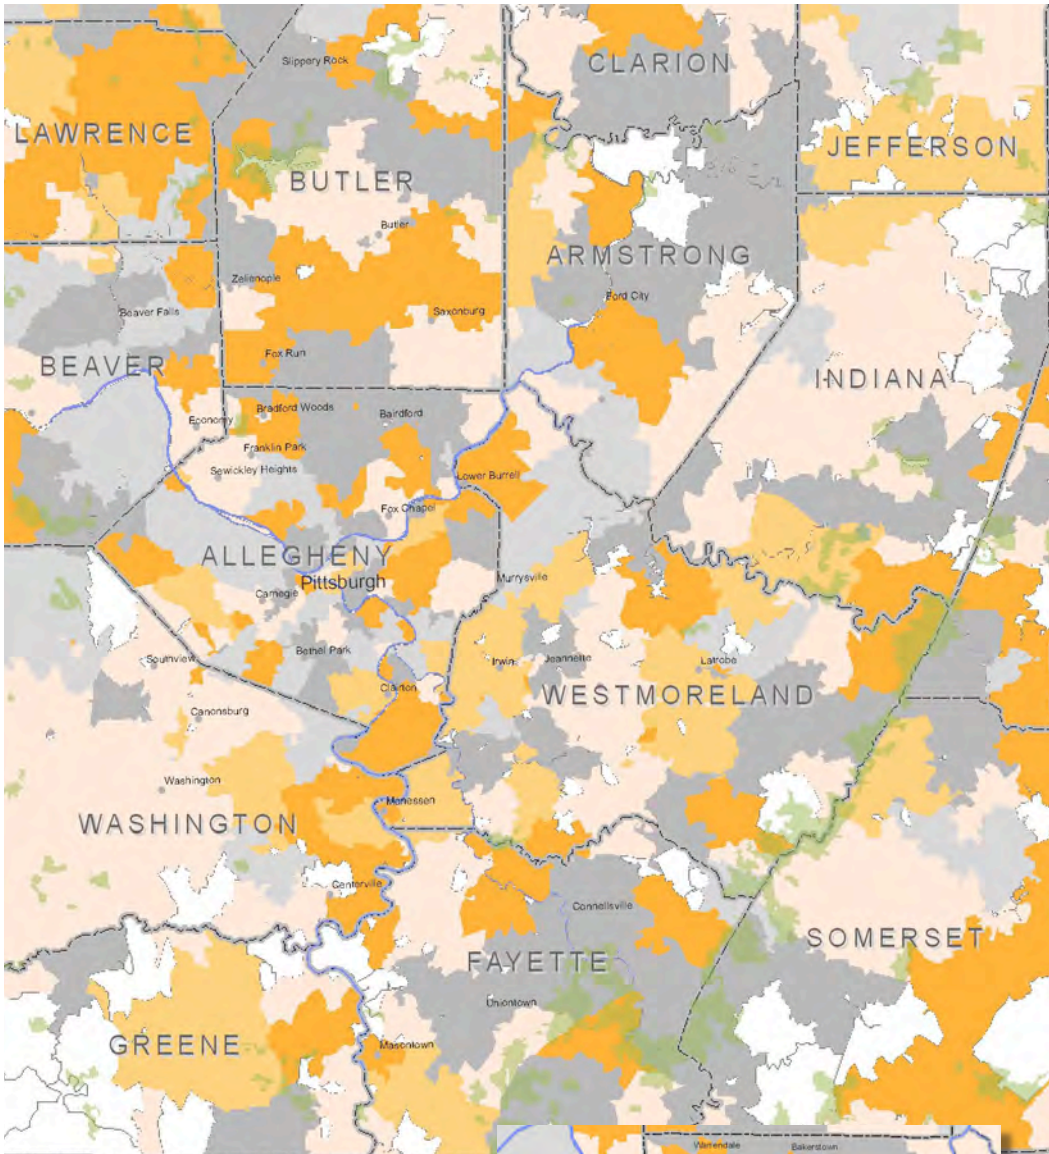 Slippery Rock
CLARION
LAWRENCE
JEFFERSON
BUTLER
Butler
ARMSTRONG
Zelienople
Ford City
Beaver Falls
Saxonburg
Fox Run
BEAVER
INDIANA
Bradford Woods
Bairdford
Economy
Franklin Park
Sewickley Heights
Lower Burrell
Fox Chapel
ALLEGHENY
Pittsburgh
Murrysville
Carnegie
Bethel Park
Southview
Irwin
Jeannette
Latrobe
Clairton
WESTMORELAND
Canonsburg
Washington
Monessen
WASHINGTON
Centerville
Connellsville
SOMERSET
FAYETTE
Uniontown
GREENE
Masontown
Warrendale
Bakerstown